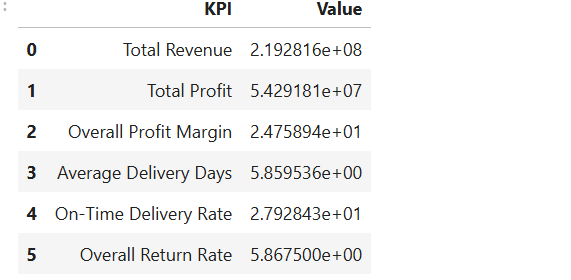 KPI Value
0 Total Revenue 2.192816e+08
1 Total Profit 5.429181e+07
2 Overall Profit Margin 2.475894e+01
3 Average Delivery Days 5.859536e+00
4 On-Time Delivery Rate 2.792843e+01
5 Overall Return Rate 5.867500e+00